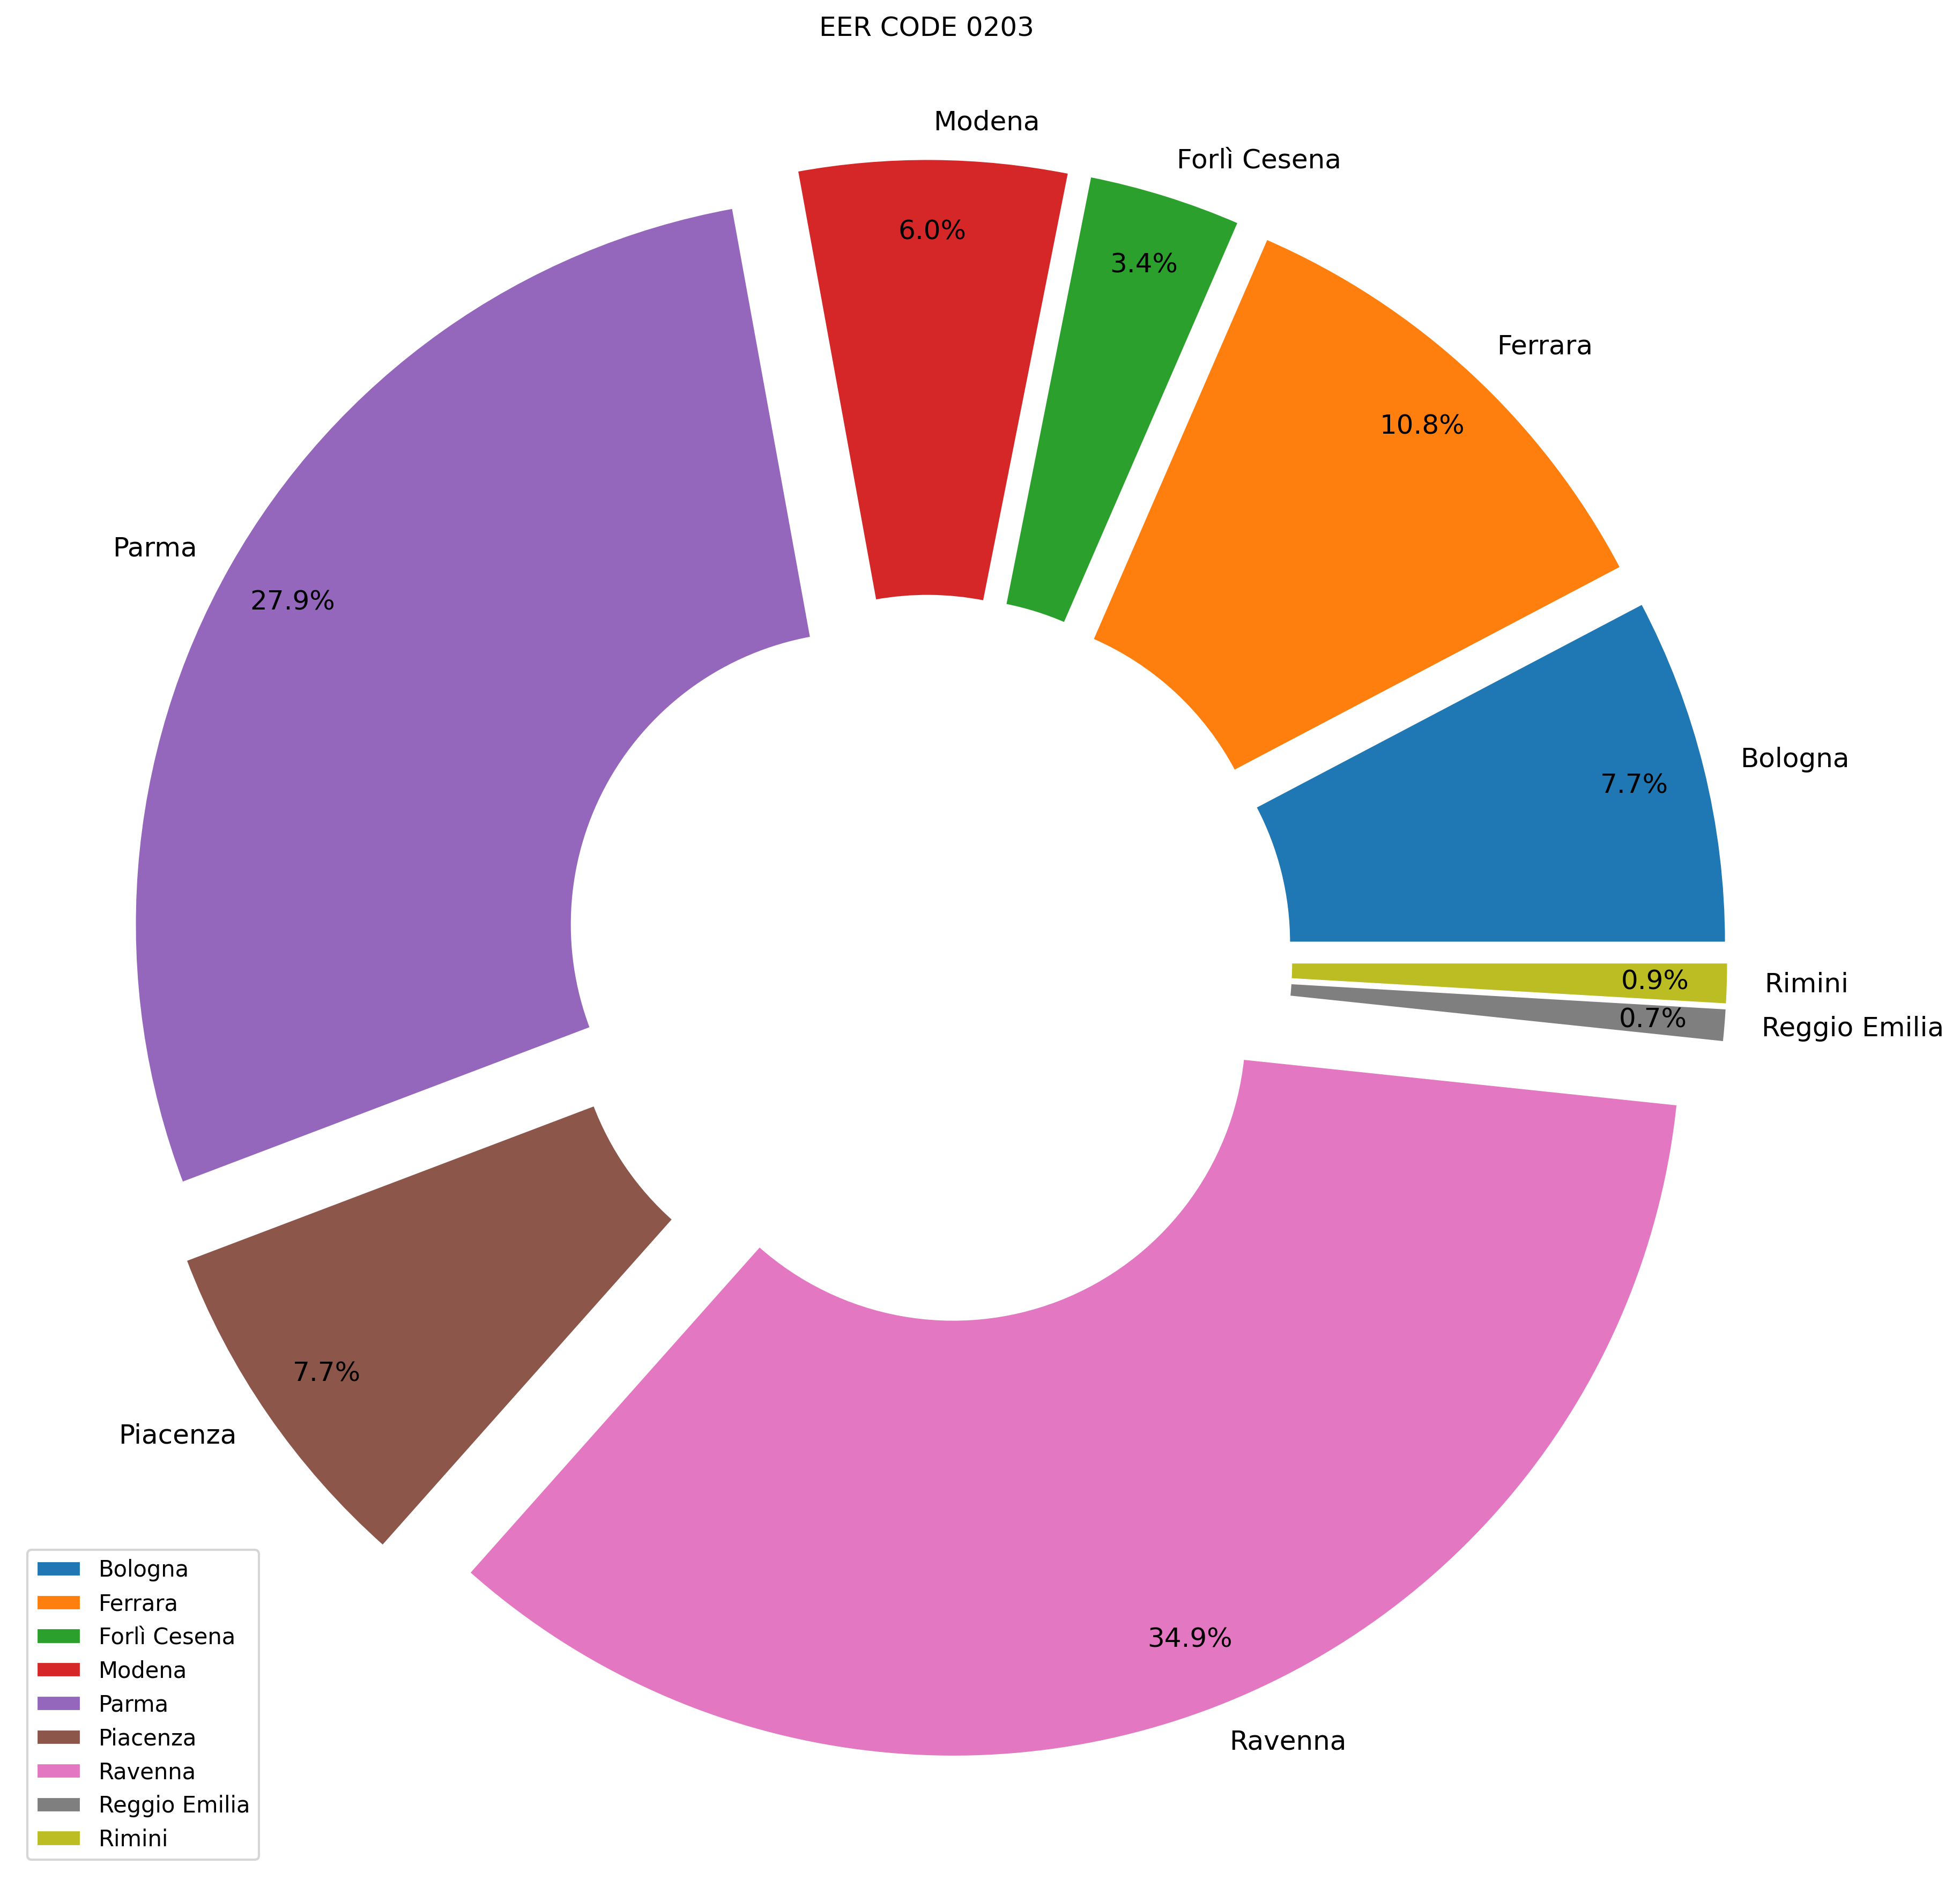 EER CODE 0203
Modena
Forlì Cesena
6.0%
3.4%
Ferrara
10.8%
Parma
27.9%
Bologna
7.7%
0.9%
Rimini
0.7%
Reggio Emilia
7.7%
Piacenza
34.9%
Ravenna
Bologna
Ferrara
Forlì Cesena
Modena
Parma
Piacenza
Ravenna
Reggio Emilia
Rimini